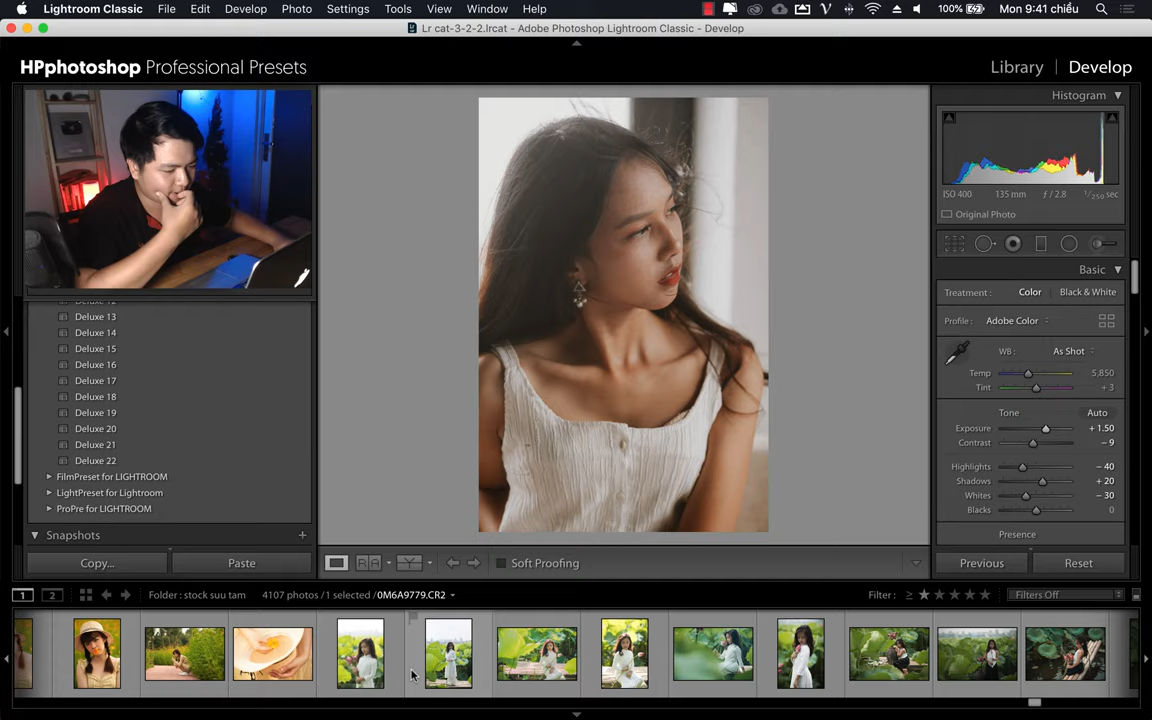 Lightroom Classic File Edit Develop Photo Settings Tools View Window Help 100% Mon 9:41 chiều
Lr cat-3-2-2.lrcat - Adobe Photoshop Lightroom Classic - Develop
HPphotoshop Professional Presets
Library | Develop
Histogram
ISO 400 135 mm ƒ / 2.8 1/250 sec
Original Photo
Basic
Treatment : Color Black & White
Profile : Adobe Color
WB : As Shot
Temp 5,850
Tint + 3
Tone Auto
Exposure + 1.50
Contrast – 9
Highlights – 40
Shadows + 20
Whites – 30
Blacks 0
Presence
Previous Reset
Deluxe 12
Deluxe 13
Deluxe 14
Deluxe 15
Deluxe 16
Deluxe 17
Deluxe 18
Deluxe 19
Deluxe 20
Deluxe 21
Deluxe 22
FilmPreset for LIGHTROOM
LightPreset for Lightroom
ProPre for LIGHTROOM
Snapshots
Copy... Paste
Soft Proofing
1 2 Folder : stock suu tam 4107 photos / 1 selected / 0M6A9779.CR2 Filter : Filters Off